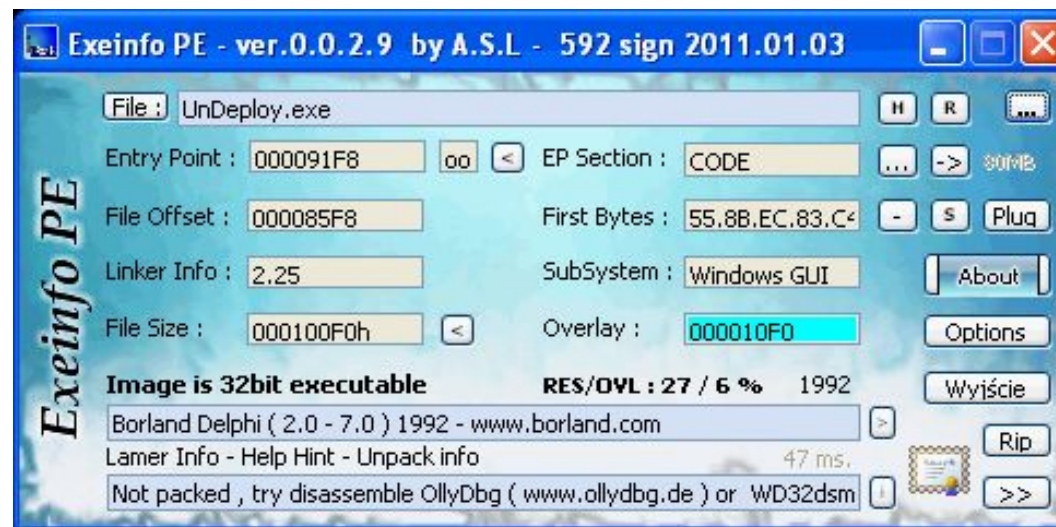 Exeinfo PE - ver.0.0.2.9 by A.S.L - 592 sign 2011.01.03
Exeinfo PE
File : UnDeploy.exe H R ...
Entry Point : 000091F8 oo < EP Section : CODE ... -> 80MB
File Offset : 000085F8 First Bytes : 55.8B.EC.83.C4 - S Plug
Linker Info : 2.25 SubSystem : Windows GUI About
File Size : 000100F0h < Overlay : 000010F0 Options
Image is 32bit executable RES/OVL : 27 / 6 % 1992 Wyjście
Borland Delphi ( 2.0 - 7.0 ) 1992 - www.borland.com >
Lamer Info - Help Hint - Unpack info 47 ms. Rip
Not packed , try disassemble OllyDbg ( www.ollydbg.de ) or WD32dsm i >>